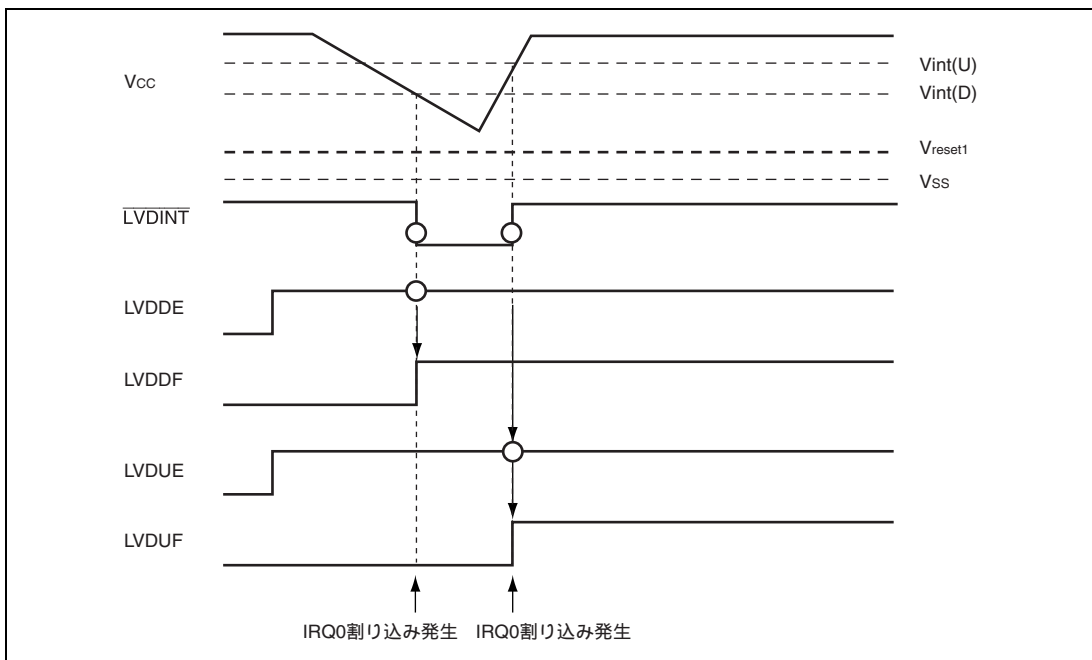 Vcc
Vint(U)
Vint(D)
Vreset1
VSS
LVDINT
LVDDE
LVDDF
LVDUE
LVDUF
IRQ0割り込み発生 IRQ0割り込み発生